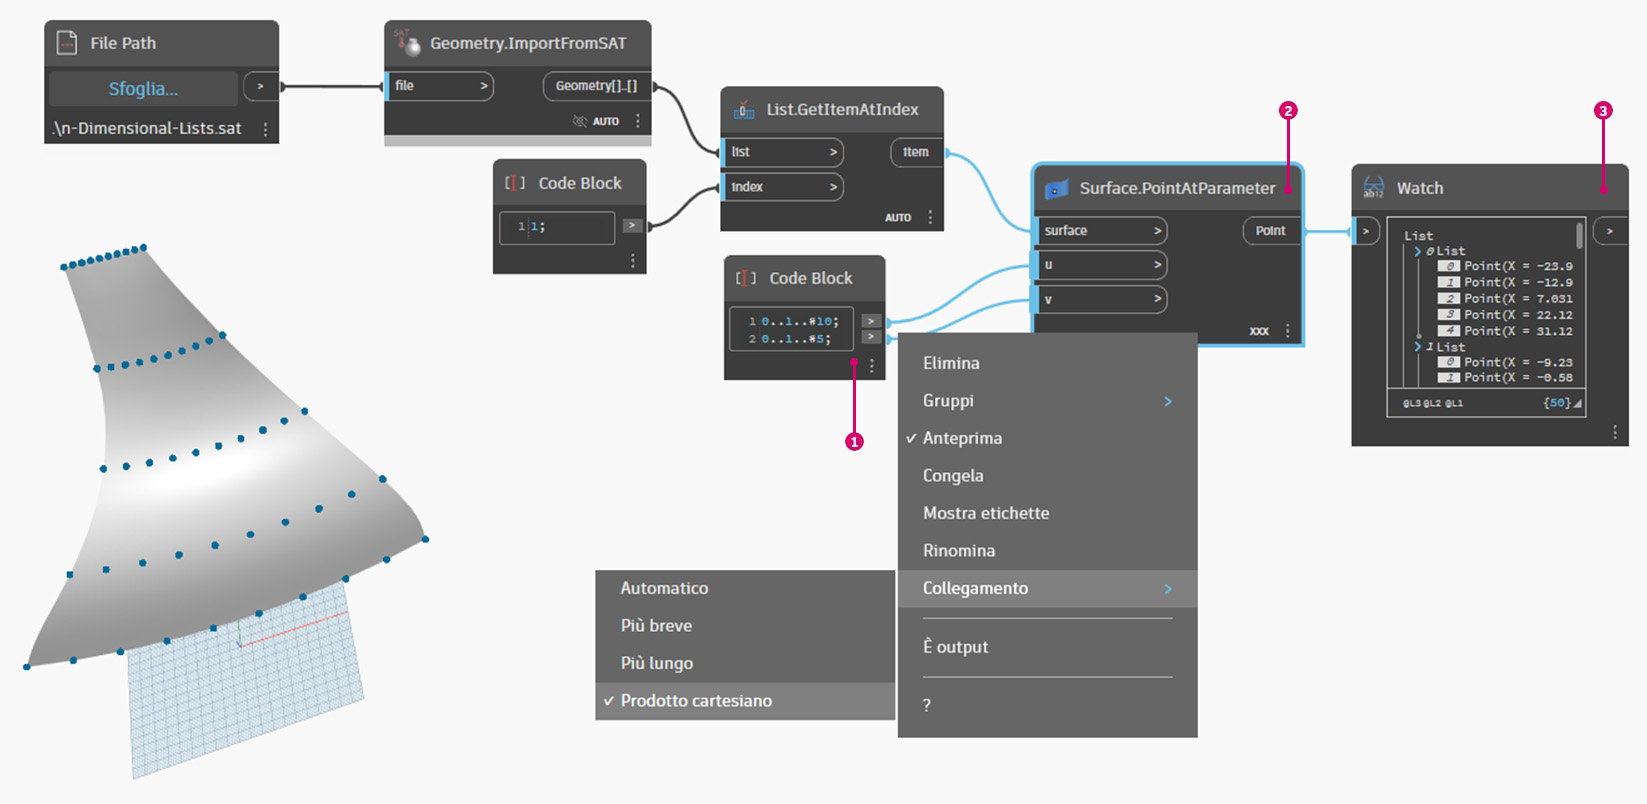 File Path
Sfoglia...
>
.\n-Dimensional-Lists.sat
SAT
Geometry.ImportFromSAT
file >
Geometry[]..[]
AUTO
Code Block
1 1;
>
List.GetItemAtIndex
list >
item
index >
AUTO
Code Block
1 0..1..#10; >
2 0..1..#5; >
1
2
Surface.PointAtParameter
surface >
Point
u >
v >
XXX
3
ab12
Watch
>
>
List
0 List
0 Point(X = -23.9
1 Point(X = -12.9
2 Point(X = 7.031
3 Point(X = 22.12
4 Point(X = 31.12
1 List
0 Point(X = -9.23
1 Point(X = -0.58
@L3 @L2 @L1
{50}
Elimina
Gruppi >
✓ Anteprima
Congela
Mostra etichette
Rinomina
Collegamento >
È output
?
Automatico
Più breve
Più lungo
✓ Prodotto cartesiano